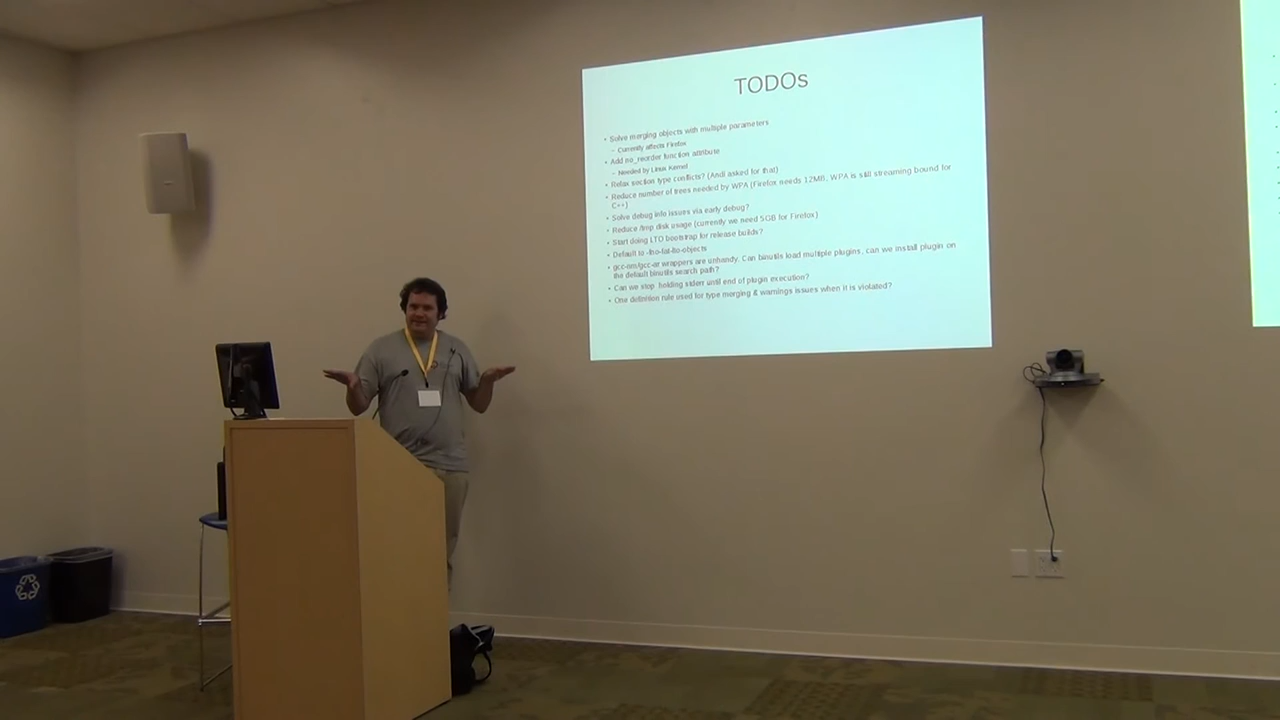 TODOs
• Solve merging objects with multiple parameters
– Currently affects Firefox
• Add no_reorder function attribute
– Needed by Linux Kernel
• Relax section type conflicts? (Andi asked for that)
• Reduce number of trees needed by WPA (Firefox needs 12MB, WPA is still streaming bound for
C++)
• Solve debug info issues via early debug?
• Reduce /tmp disk usage (currently we need 5GB for Firefox)
• Start doing LTO bootstrap for release builds?
• Default to -fno-fat-lto-objects
• gcc-nm/gcc-ar wrappers are unhandy. Can binutils load multiple plugins, can we install plugin on
the default binutils search path?
• Can we stop holding stderr until end of plugin execution?
• One definition rule used for type merging & warnings issues when it is violated?